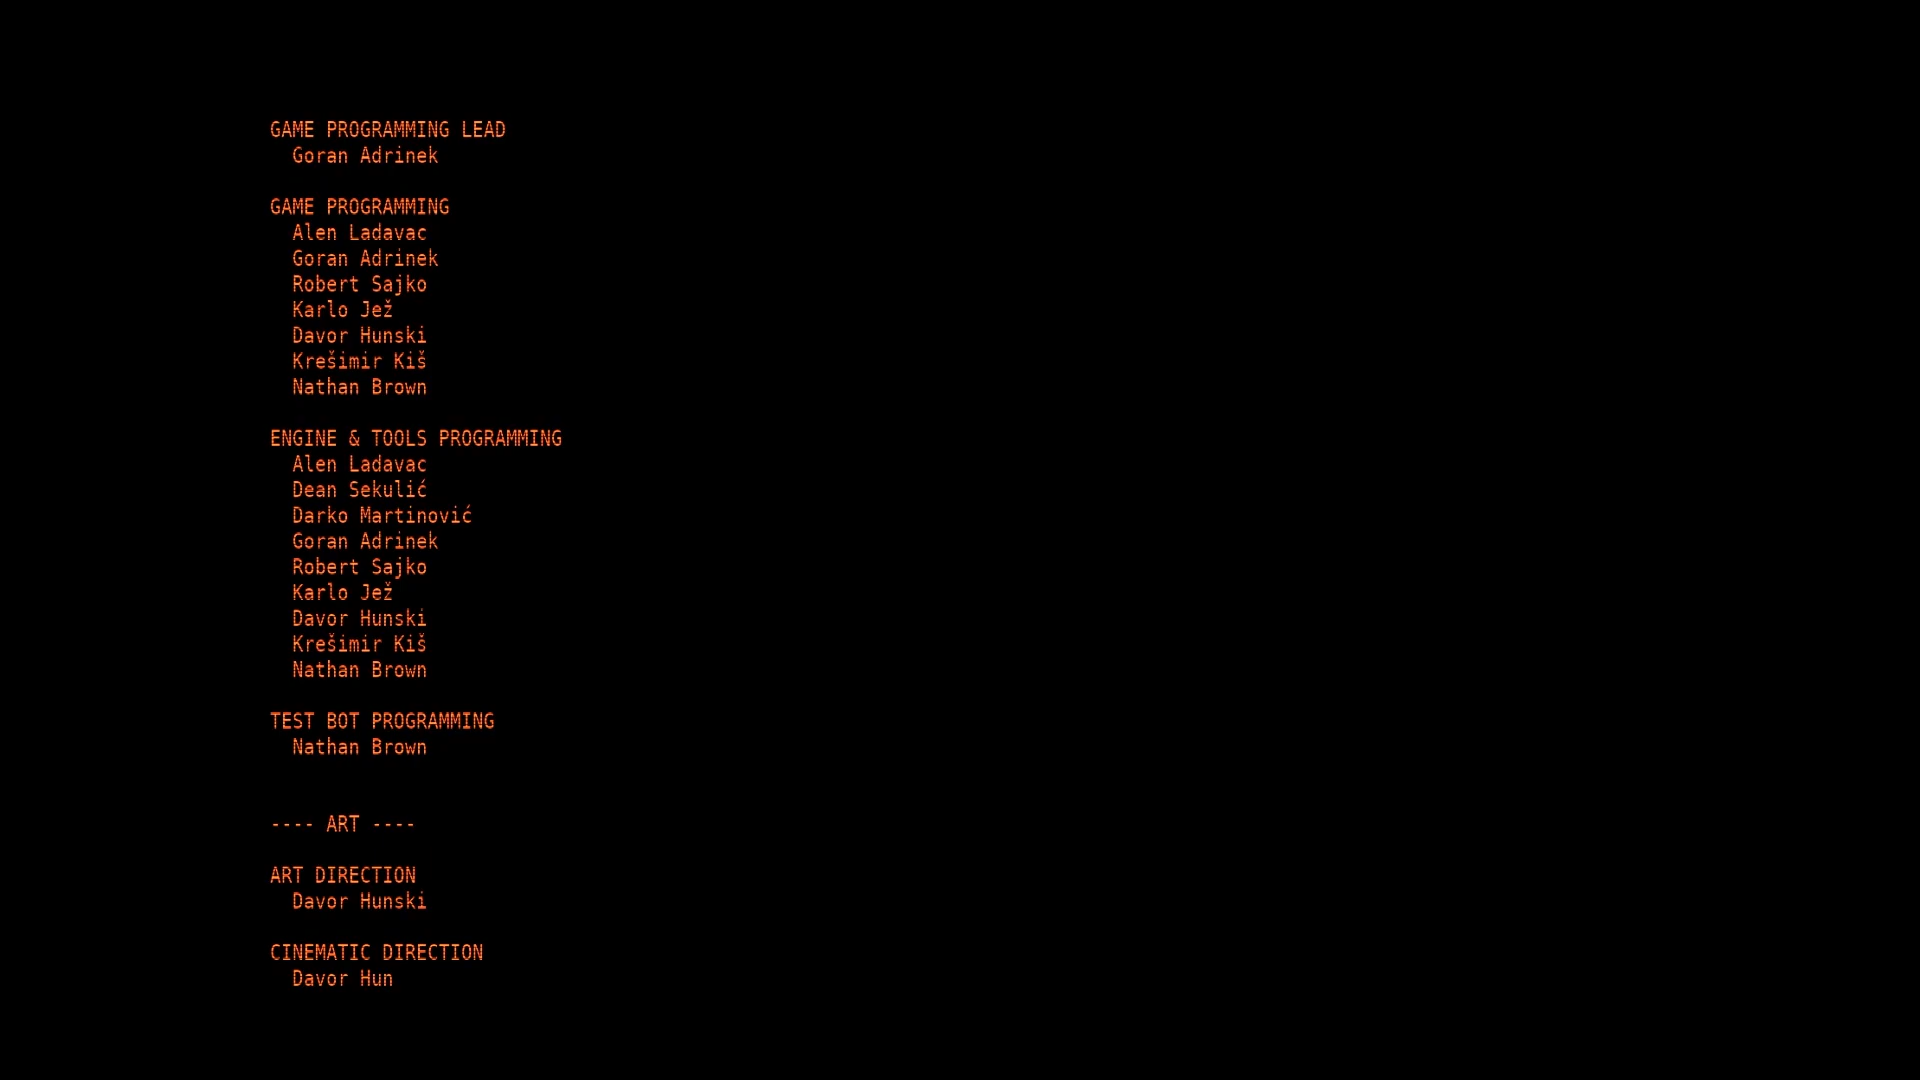 GAME PROGRAMMING LEAD
Goran Adrinek
GAME PROGRAMMING
Alen Ladavac
Goran Adrinek
Robert Sajko
Karlo Jež
Davor Hunski
Krešimir Kiš
Nathan Brown
ENGINE & TOOLS PROGRAMMING
Alen Ladavac
Dean Sekulić
Darko Martinović
Goran Adrinek
Robert Sajko
Karlo Jež
Davor Hunski
Krešimir Kiš
Nathan Brown
TEST BOT PROGRAMMING
Nathan Brown
---- ART ----
ART DIRECTION
Davor Hunski
CINEMATIC DIRECTION
Davor Hun